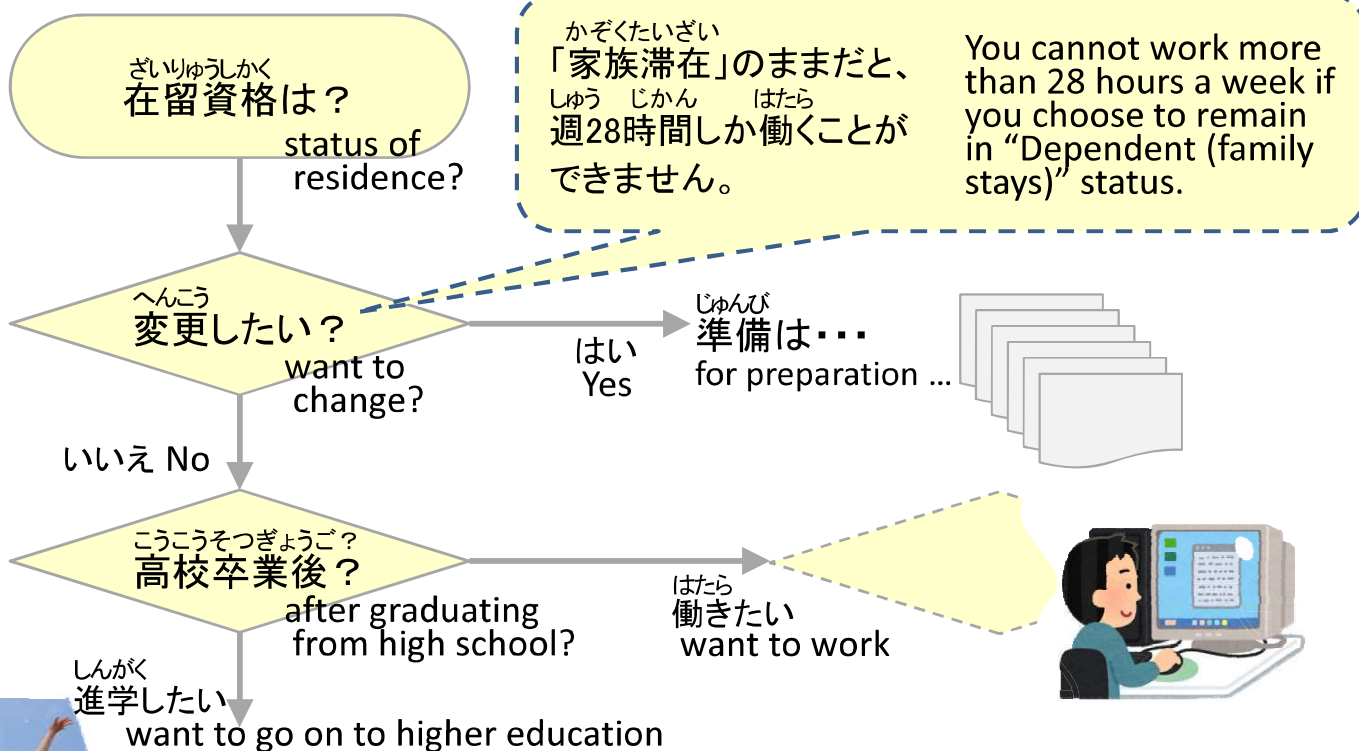 ざいりゅうしかく
在留資格は？
status of
residence?
かぞくたいざい
「家族滞在」のままだと、
しゅう じかん はたら
週28時間しか働くことが
できません。
You cannot work more
than 28 hours a week if
you choose to remain
in “Dependent (family
stays)” status.
へんこう
変更したい？
want to
change?
はい
Yes
じゅんび
準備は・・・
for preparation ...
いいえ No
こうこうそつぎょうご？
高校卒業後？
after graduating
from high school?
はたら
働きたい
want to work
しんがく
進学したい
want to go on to higher education